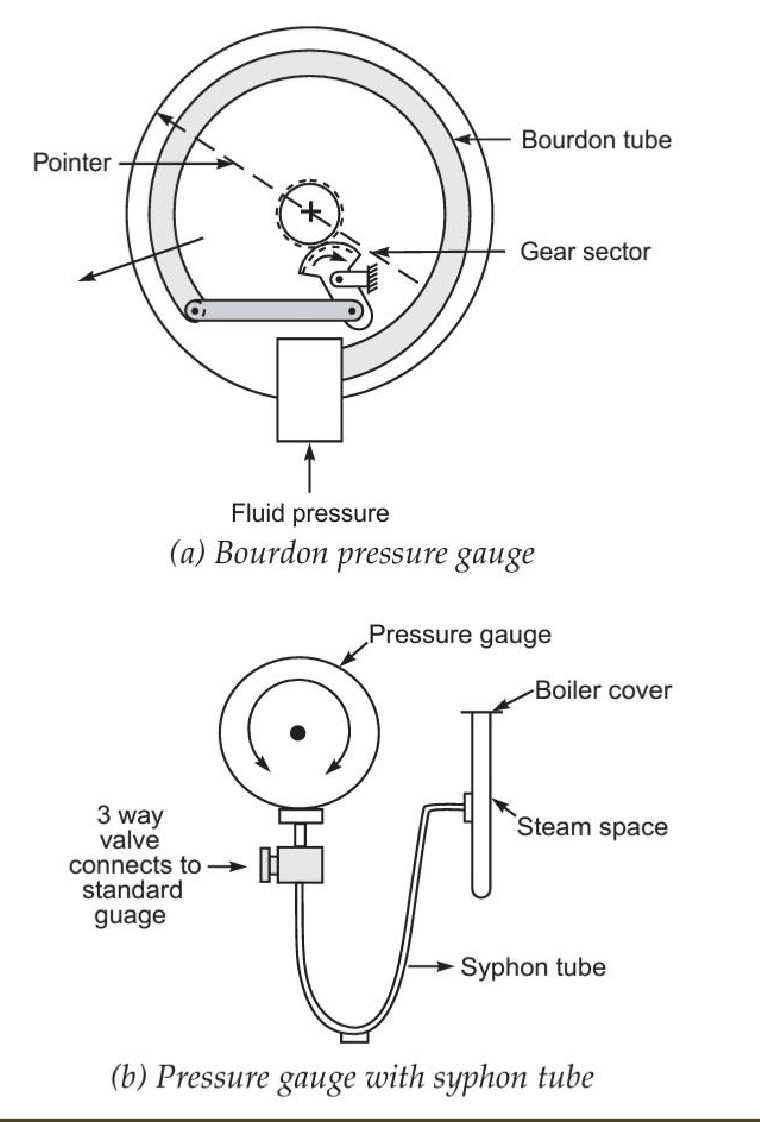 Bourdon tube
Pointer
Gear sector
Fluid pressure
(a) Bourdon pressure gauge
Pressure gauge
Boiler cover
3 way
valve
connects to
standard
guage
Steam space
Syphon tube
(b) Pressure gauge with syphon tube